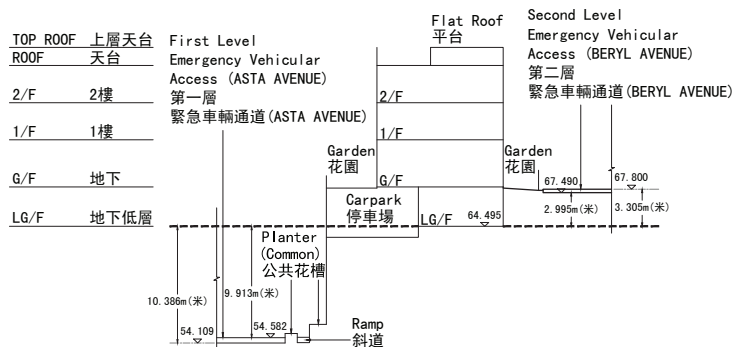 TOP ROOF 上層天台
ROOF 天台
2/F 2樓
1/F 1樓
G/F 地下
LG/F 地下低層
First Level
Emergency Vehicular
Access (ASTA AVENUE)
第一層
緊急車輛通道(ASTA AVENUE)
Flat Roof
平台
Second Level
Emergency Vehicular
Access (BERYL AVENUE)
第二層
緊急車輛通道(BERYL AVENUE)
2/F
1/F
G/F
LG/F
64.495
Garden
花園
Garden
花園
67.490
67.800
2.995m(米)
3.305m(米)
Carpark
停車場
Planter
(Common)
公共花槽
10.386m(米)
9.913m(米)
54.109
54.582
Ramp
斜道